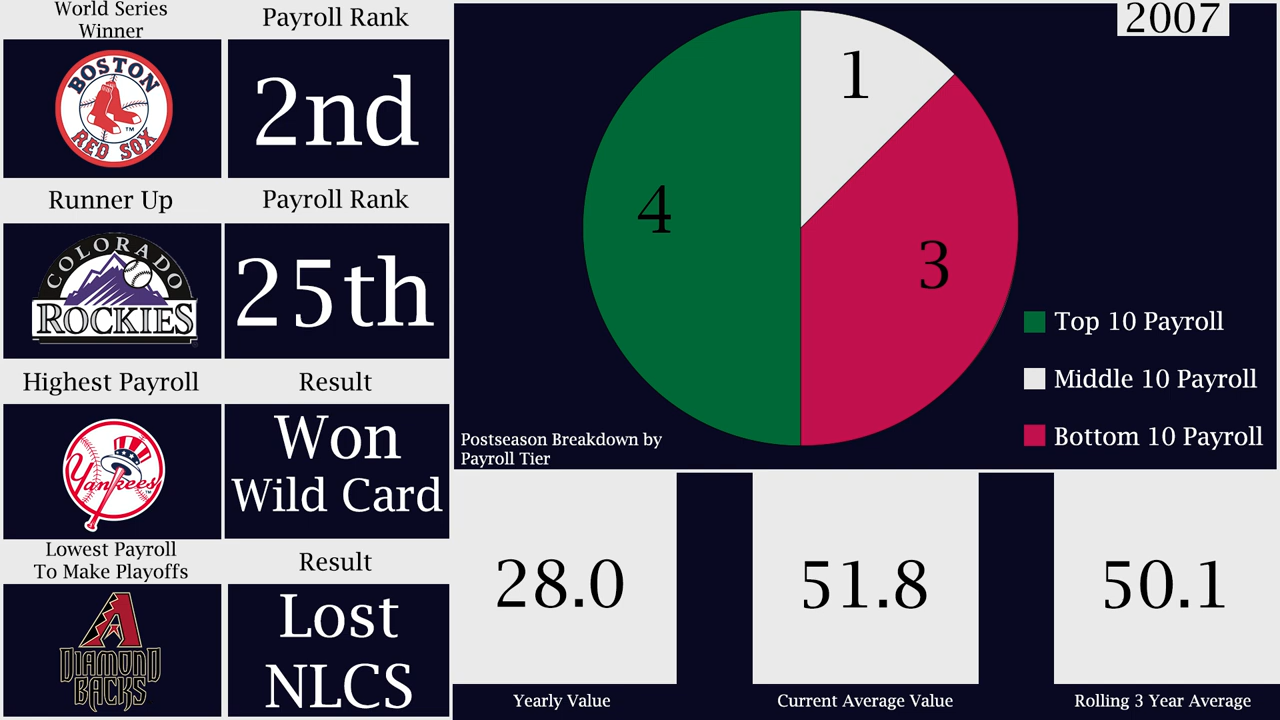 World Series
Winner
Payroll Rank
2007
BOSTON
RED SOX
TM
2nd
1
4
3
Runner Up
Payroll Rank
COLORADO
ROCKIES
25th
Top 10 Payroll
Middle 10 Payroll
Bottom 10 Payroll
Highest Payroll
Result
Yankees
Won
Wild Card
Postseason Breakdown by
Payroll Tier
Lowest Payroll
To Make Playoffs
Result
A
DIAMOND
BACKS
Lost
NLCS
28.0
51.8
50.1
Yearly Value
Current Average Value
Rolling 3 Year Average